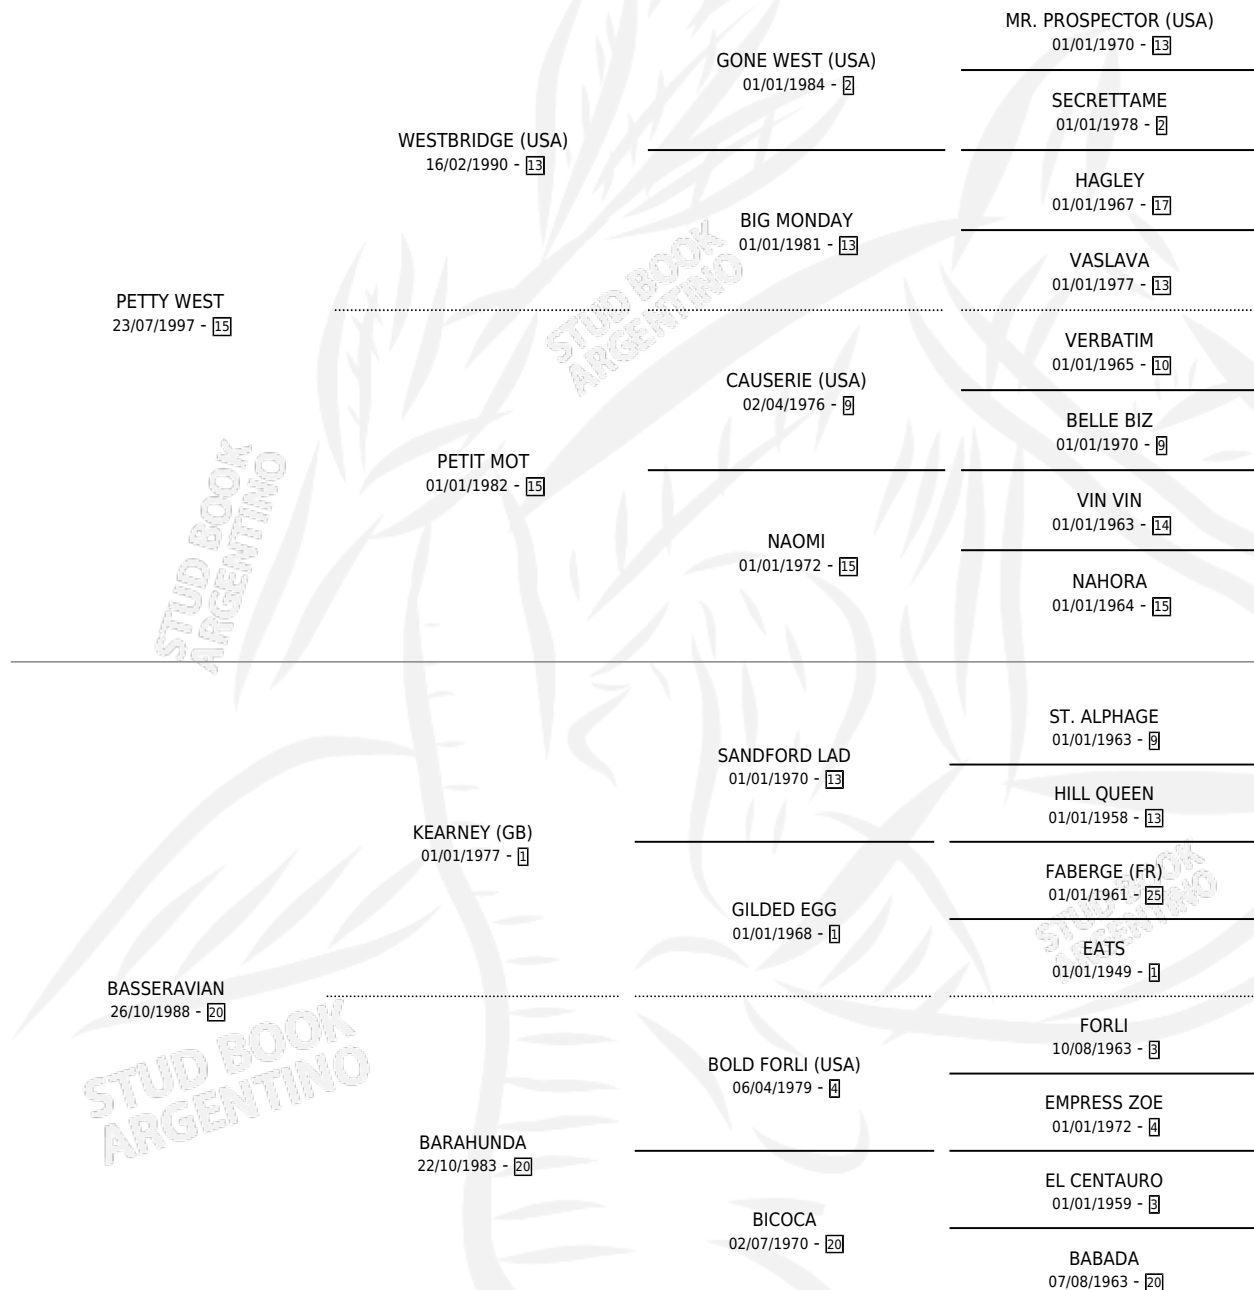 MR. PROSPECTOR (USA)
01/01/1970 - 13
GONE WEST (USA)
01/01/1984 - 2
SECRETTAME
01/01/1978 - 2
WESTBRIDGE (USA)
16/02/1990 - 13
HAGLEY
01/01/1967 - 17
BIG MONDAY
01/01/1981 - 13
VASLAVA
01/01/1977 - 13
PETTY WEST
23/07/1997 - 15
VERBATIM
01/01/1965 - 10
CAUSERIE (USA)
02/04/1976 - 9
BELLE BIZ
01/01/1970 - 9
PETIT MOT
01/01/1982 - 15
VIN VIN
01/01/1963 - 14
NAOMI
01/01/1972 - 15
NAHORA
01/01/1964 - 15
ST. ALPHAGE
01/01/1963 - 9
SANDFORD LAD
01/01/1970 - 13
HILL QUEEN
01/01/1958 - 13
KEARNEY (GB)
01/01/1977 - 1
FABERGE (FR)
01/01/1961 - 25
GILDED EGG
01/01/1968 - 1
EATS
01/01/1949 - 1
BASSERAVIAN
26/10/1988 - 20
FORLI
10/08/1963 - 3
BOLD FORLI (USA)
06/04/1979 - 4
EMPRESS ZOE
01/01/1972 - 4
BARAHUNDA
22/10/1983 - 20
EL CENTAURO
01/01/1959 - 3
BICOCA
02/07/1970 - 20
BABADA
07/08/1963 - 20
STUD BOOK
ARGENTINO
STUD BOOK
ARGENTINO
STUD BOOK
ARGENTINO
STUD BOOK
ARGENTINO